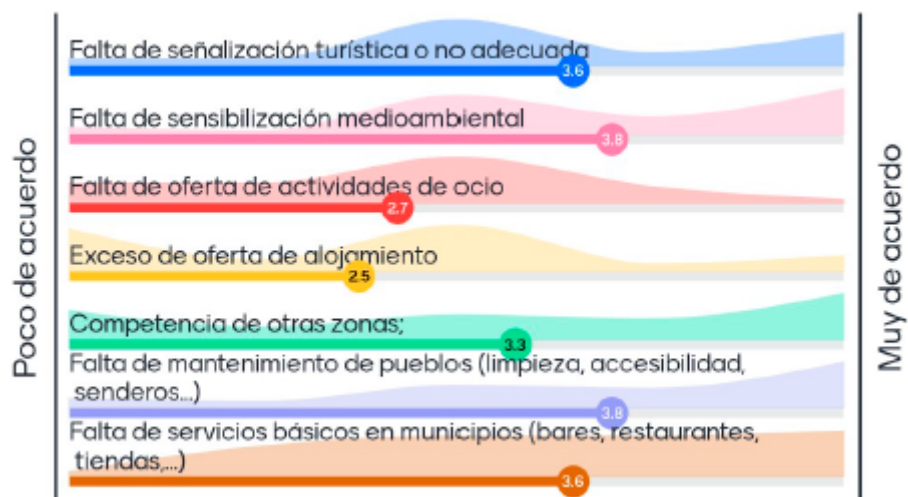 Poco de acuerdo
Falta de señalización turística o no adecuada
3.6
Falta de sensibilización medioambiental
3.8
Falta de oferta de actividades de ocio
2.7
Exceso de oferta de alojamiento
2.5
Competencia de otras zonas;
3.3
Falta de mantenimiento de pueblos (limpieza, accesibilidad,
senderos...)
3.8
Falta de servicios básicos en municipios (bares, restaurantes,
tiendas,...)
3.6
Muy de acuerdo